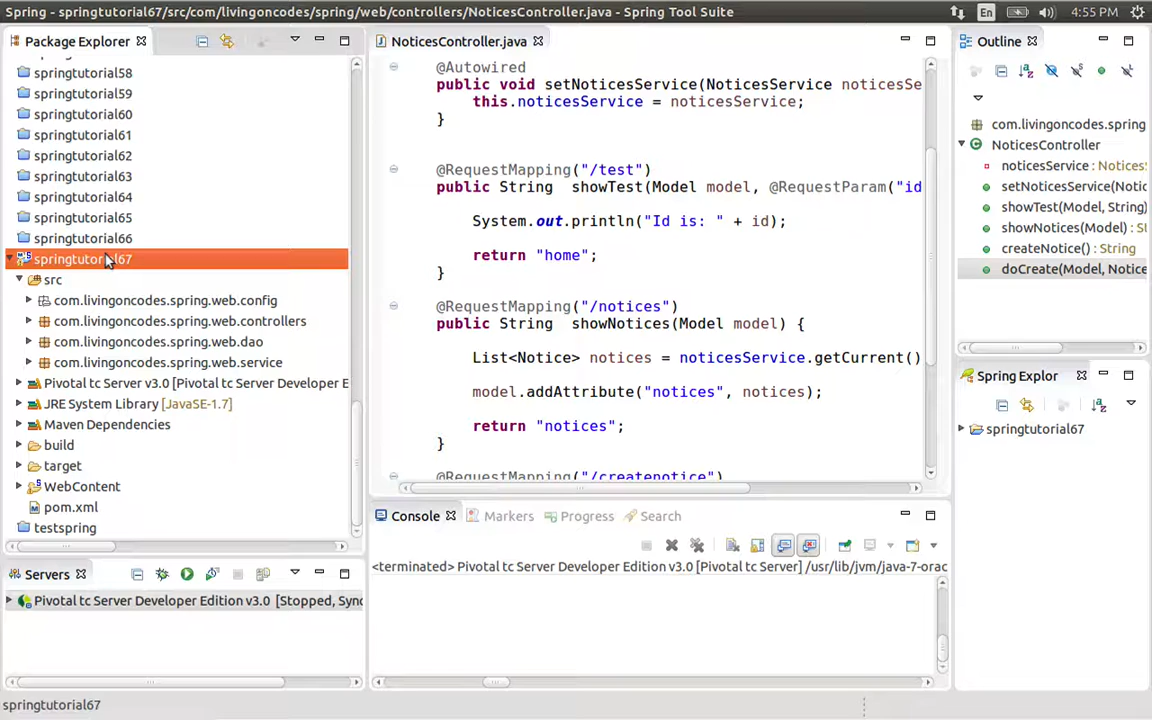 Spring - springtutorial67/src/com/livingoncodes/spring/web/controllers/NoticesController.java - Spring Tool Suite
En
4:55 PM
Package Explorer
springtutorial58
springtutorial59
springtutorial60
springtutorial61
springtutorial62
springtutorial63
springtutorial64
springtutorial65
springtutorial66
springtutorial67
src
com.livingoncodes.spring.web.config
com.livingoncodes.spring.web.controllers
com.livingoncodes.spring.web.dao
com.livingoncodes.spring.web.service
Pivotal tc Server v3.0 [Pivotal tc Server Developer E
JRE System Library [JavaSE-1.7]
Maven Dependencies
build
target
WebContent
pom.xml
testspring
Servers
Pivotal tc Server Developer Edition v3.0 [Stopped, Sync
springtutorial67
NoticesController.java
@Autowired
public void setNoticesService(NoticesService noticesSe
this.noticesService = noticesService;
}
@RequestMapping("/test")
public String showTest(Model model, @RequestParam("id
System.out.println("Id is: " + id);
return "home";
}
@RequestMapping("/notices")
public String showNotices(Model model) {
List<Notice> notices = noticesService.getCurrent()
model.addAttribute("notices", notices);
return "notices";
}
@RequestMapping("/createnotice")
Console
Markers
Progress
Search
<terminated> Pivotal tc Server Developer Edition v3.0 [Pivotal tc Server] /usr/lib/jvm/java-7-orac
Outline
com.livingoncodes.spring
NoticesController
noticesService : Notices
setNoticesService(Notic
showTest(Model, String)
showNotices(Model) : St
createNotice() : String
doCreate(Model, Notice
Spring Explor
springtutorial67